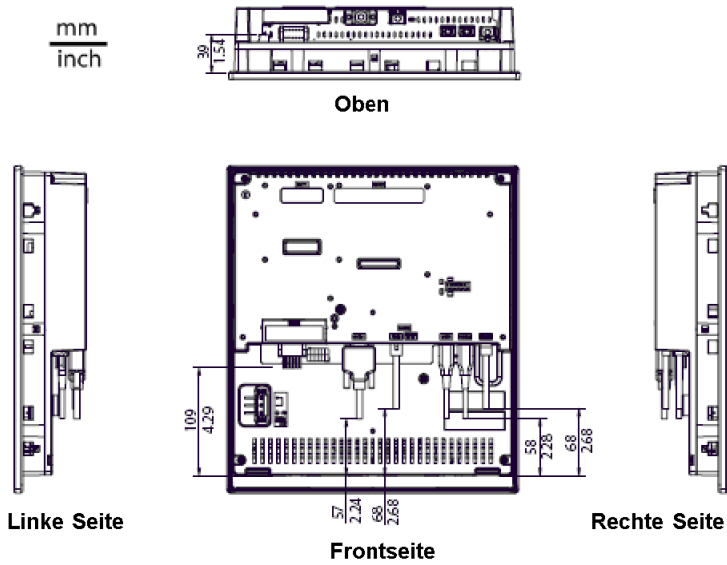 mm
inch
39
1.54
Oben
109
4.29
57
2.24
68
2.68
58
2.28
68
2.68
Linke Seite
Rechte Seite
Frontseite